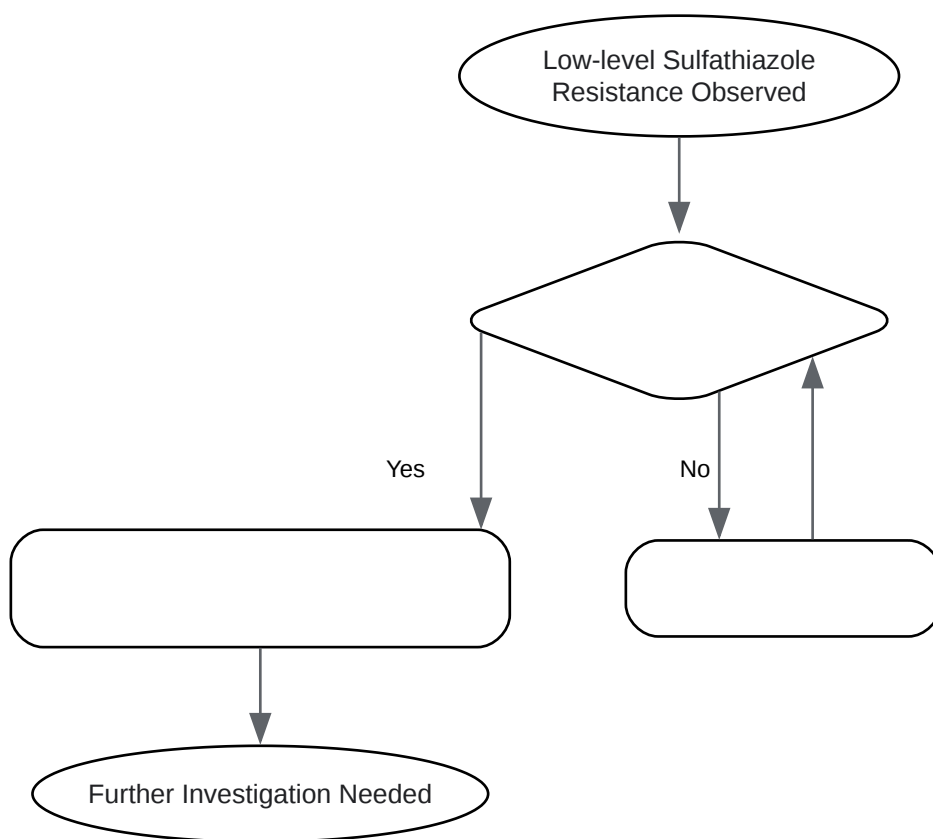 Low-level Sulfathiazole
Resistance Observed
Yes
No
Further Investigation Needed